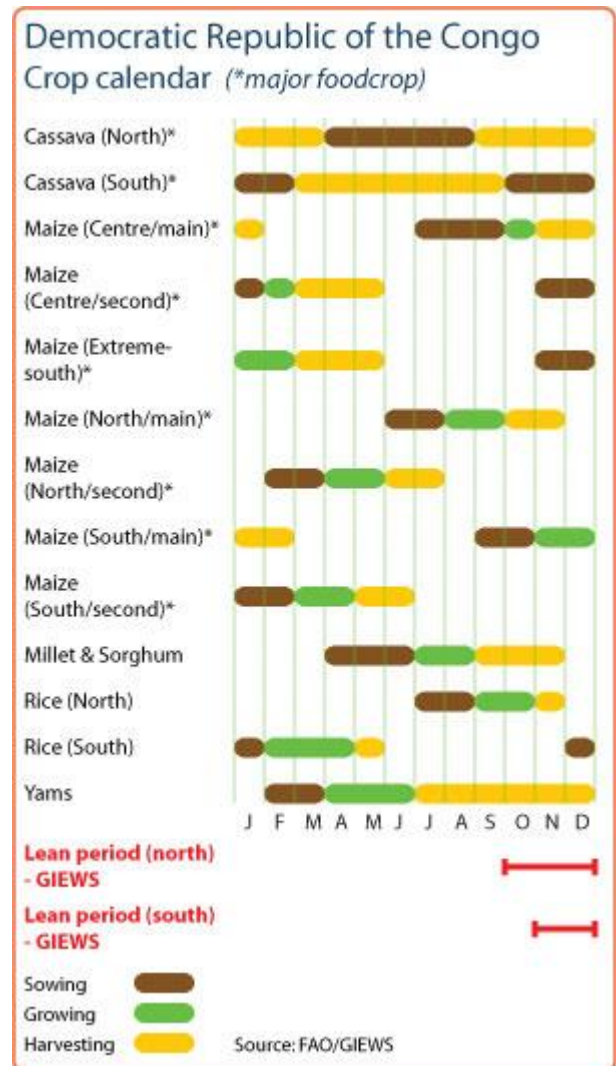 Democratic Republic of the Congo
Crop calendar (*major foodcrop)
Cassava (North)*
Cassava (South)*
Maize (Centre/main)*
Maize
(Centre/second)*
Maize (Extreme-
south)*
Maize (North/main)*
Maize
(North/second)*
Maize (South/main)*
Maize
(South/second)*
Millet & Sorghum
Rice (North)
Rice (South)
Yams
J F M A M J J A S O N D
Lean period (north)
- GIEWS
Lean period (south)
- GIEWS
Sowing
Growing
Harvesting Source: FAO/GIEWS